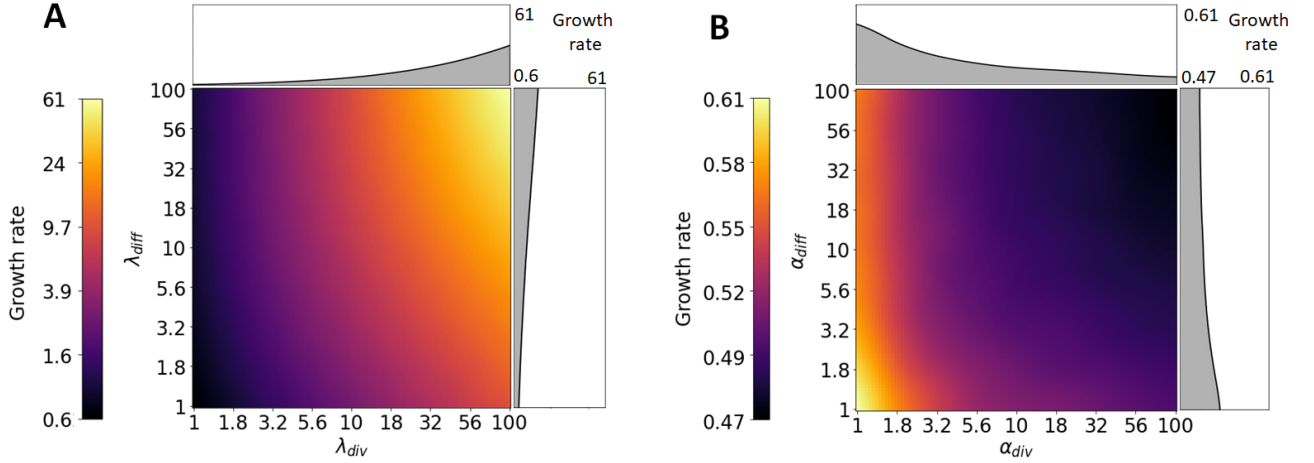 A
61
Growth
rate
0.6
61
Growth rate
61
24
9.7
3.9
1.6
0.6
λdiff
100
56
32
18
10
5.6
3.2
1.8
1
1 1.8 3.2 5.6 10 18 32 56 100
λdiv
B
0.61
Growth
rate
0.47
0.61
Growth rate
0.61
0.58
0.55
0.52
0.49
0.47
αdiff
100
56
32
18
10
5.6
3.2
1.8
1
1 1.8 3.2 5.6 10 18 32 56 100
αdiv